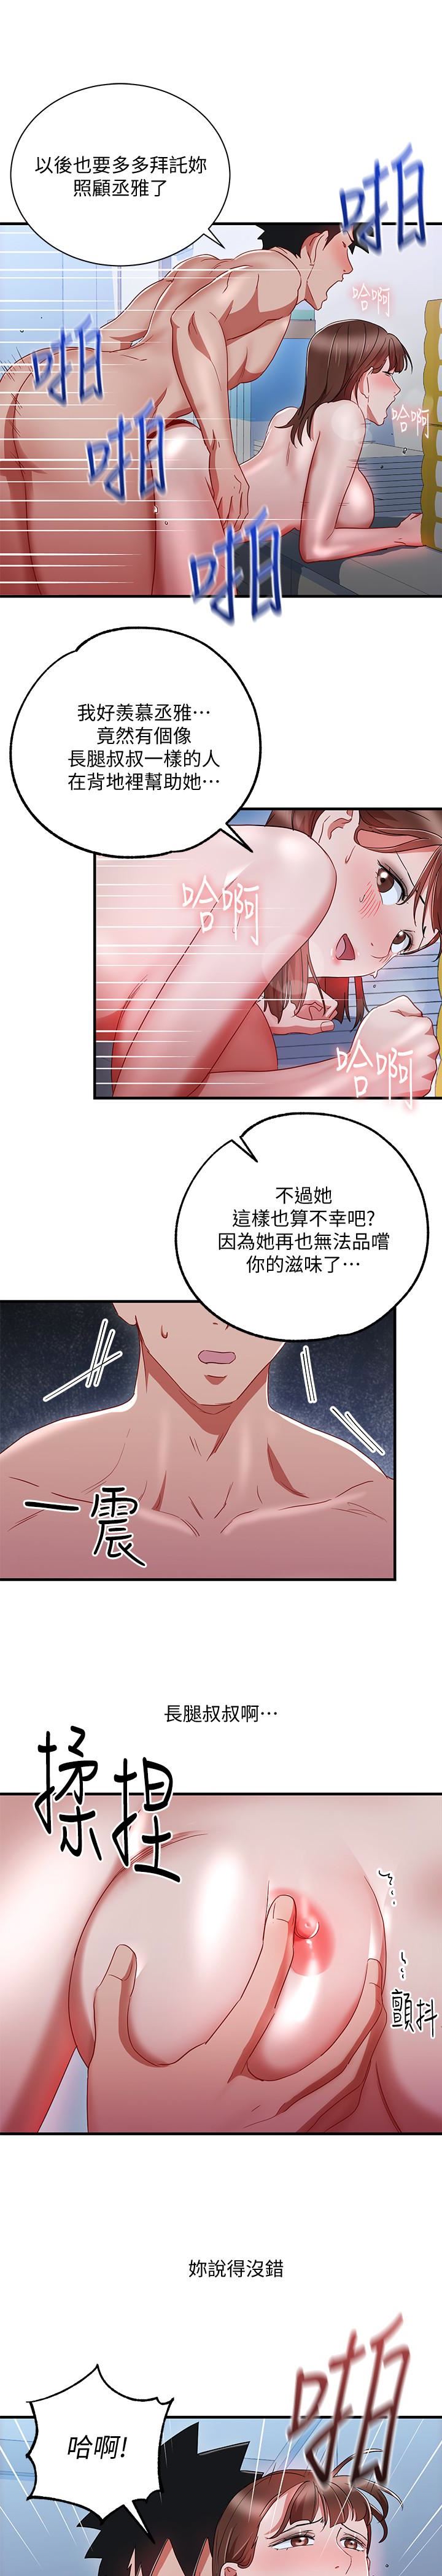 以後也要多多拜託妳
照顧丞雅了
啪
哈啊
啪
哈啊
啪
啪
我好羨慕丞雅…
竟然有個像
長腿叔叔一樣的人
在背地裡幫助她…
哈啊
哈啊
不過她
這樣也算不幸吧?
因為她再也無法品嚐
你的滋味了…
一震
長腿叔叔啊…
揉捏
顫抖
妳說得沒錯
啪
哈啊!